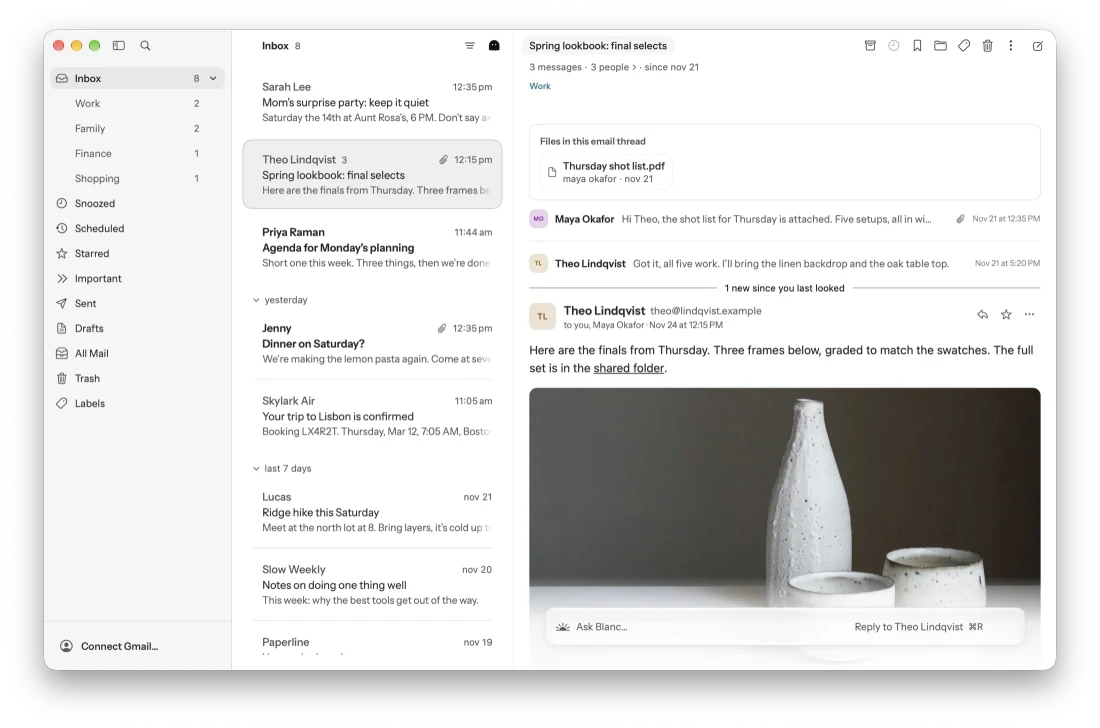 Inbox 8
Work 2
Family 2
Finance 1
Shopping 1
Snoozed
Scheduled
Starred
Important
Sent
Drafts
All Mail
Trash
Labels
Connect Gmail...
Inbox 8
Sarah Lee 12:35 pm
Mom's surprise party: keep it quiet
Saturday the 14th at Aunt Rosa's, 6 PM. Don't say
Theo Lindqvist 3 12:15 pm
Spring lookbook: final selects
Here are the finals from Thursday. Three frames
Priya Raman 11:44 am
Agenda for Monday's planning
Short one this week. Three things, then we're done
yesterday
Jenny 12:35 pm
Dinner on Saturday?
We're making the lemon pasta again. Come at
Skylark Air 11:05 am
Your trip to Lisbon is confirmed
Booking LX4R2T. Thursday, Mar 12, 7:05 AM,
last 7 days
Lucas nov 21
Ridge hike this Saturday
Meet at the north lot at 8. Bring layers, it's cold up
Slow Weekly nov 20
Notes on doing one thing well
This week: why the best tools get out of the way.
Paperline nov 19
Spring lookbook: final selects
3 messages · 3 people › · since nov 21
Work
Files in this email thread
Thursday shot list.pdf
maya okafor · nov 21
MO Maya Okafor Hi Theo, the shot list for Thursday is attached. Five setups, all in wi... Nov 21 at 12:35 PM
TL Theo Lindqvist Got it, all five work. I'll bring the linen backdrop and the oak table top. Nov 21 at 5:20 PM
1 new since you last looked
TL Theo Lindqvist theo@lindqvist.example
to you, Maya Okafor · Nov 24 at 12:15 PM
Here are the finals from Thursday. Three frames below, graded to match the swatches. The full
set is in the shared folder.
Ask Blanc... Reply to Theo Lindqvist ⌘R